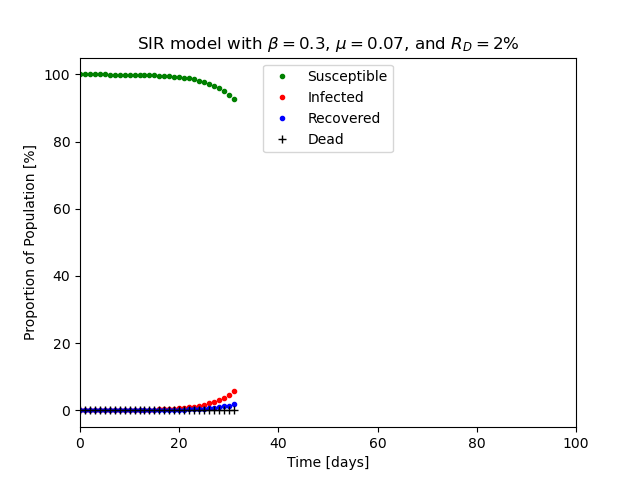 SIR model with β = 0.3, μ = 0.07, and R_D = 2%
Susceptible
Infected
Recovered
Dead
Proportion of Population [%]
100
80
60
40
20
0
0 20 40 60 80 100
Time [days]